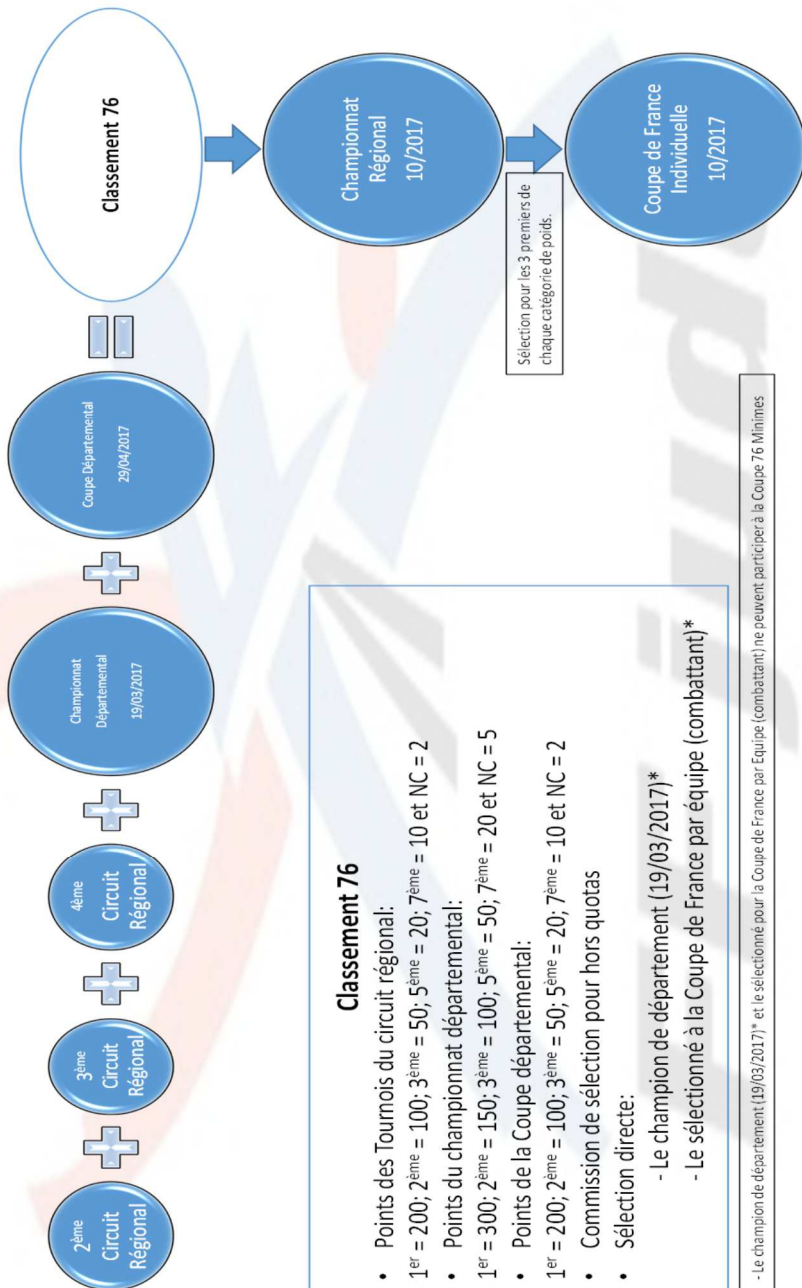 2ème
Circuit
Régional
3ème
Circuit
Régional
4ème
Circuit
Régional
Championnat
Départemental
19/03/2017
Coupe Départemental
29/04/2017
Classement 76
Championnat
Régional
10/2017
Sélection pour les 3 premiers de
chaque catégorie de poids.
Coupe de France
Individuelle
10/2017
Classement 76
• Points des Tournois du circuit régional:
1er = 200; 2ème = 100; 3ème = 50; 5ème = 20; 7ème = 10 et NC = 2
• Points du championnat départemental:
1er = 300; 2ème = 150; 3ème = 100; 5ème = 50; 7ème = 20 et NC = 5
• Points de la Coupe départemental:
1er = 200; 2ème = 100; 3ème = 50; 5ème = 20; 7ème = 10 et NC = 2
• Commission de sélection pour hors quotas
• Sélection directe:
- Le champion de département (19/03/2017)*
- Le sélectionné à la Coupe de France par équipe (combattant)*
- Le champion de département (19/03/2017)* et le sélectionné pour la Coupe de France par Equipe (combattant) ne peuvent participer à la Coupe 76 Minimes